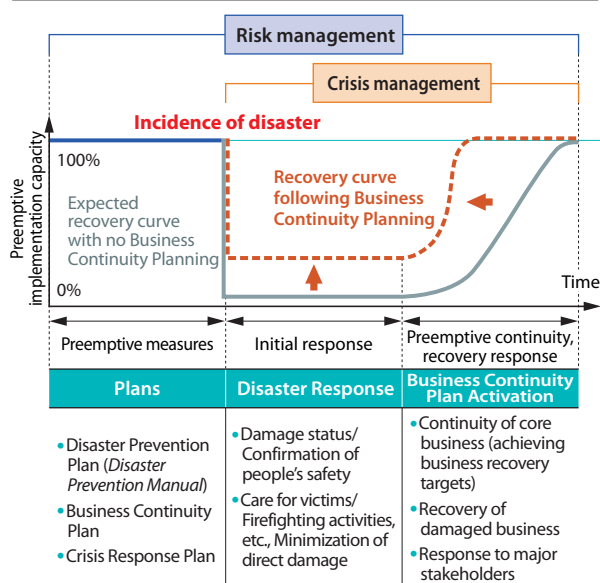 Risk management
Crisis management
Incidence of disaster
Preemptive
implementation capacity
100%
Expected
recovery curve
with no Business
Continuity Planning
0%
Recovery curve
following Business
Continuity Planning
Time
Preemptive measures
Initial response
Preemptive continuity,
recovery response
Plans
Disaster Response
Business Continuity
Plan Activation
• Disaster Prevention
Plan (Disaster
Prevention Manual)
• Business Continuity
Plan
• Crisis Response Plan
• Damage status/
Confirmation of
people's safety
• Care for victims/
Firefighting activities,
etc., Minimization of
direct damage
• Continuity of core
business (achieving
business recovery
targets)
• Recovery of
damaged business
• Response to major
stakeholders